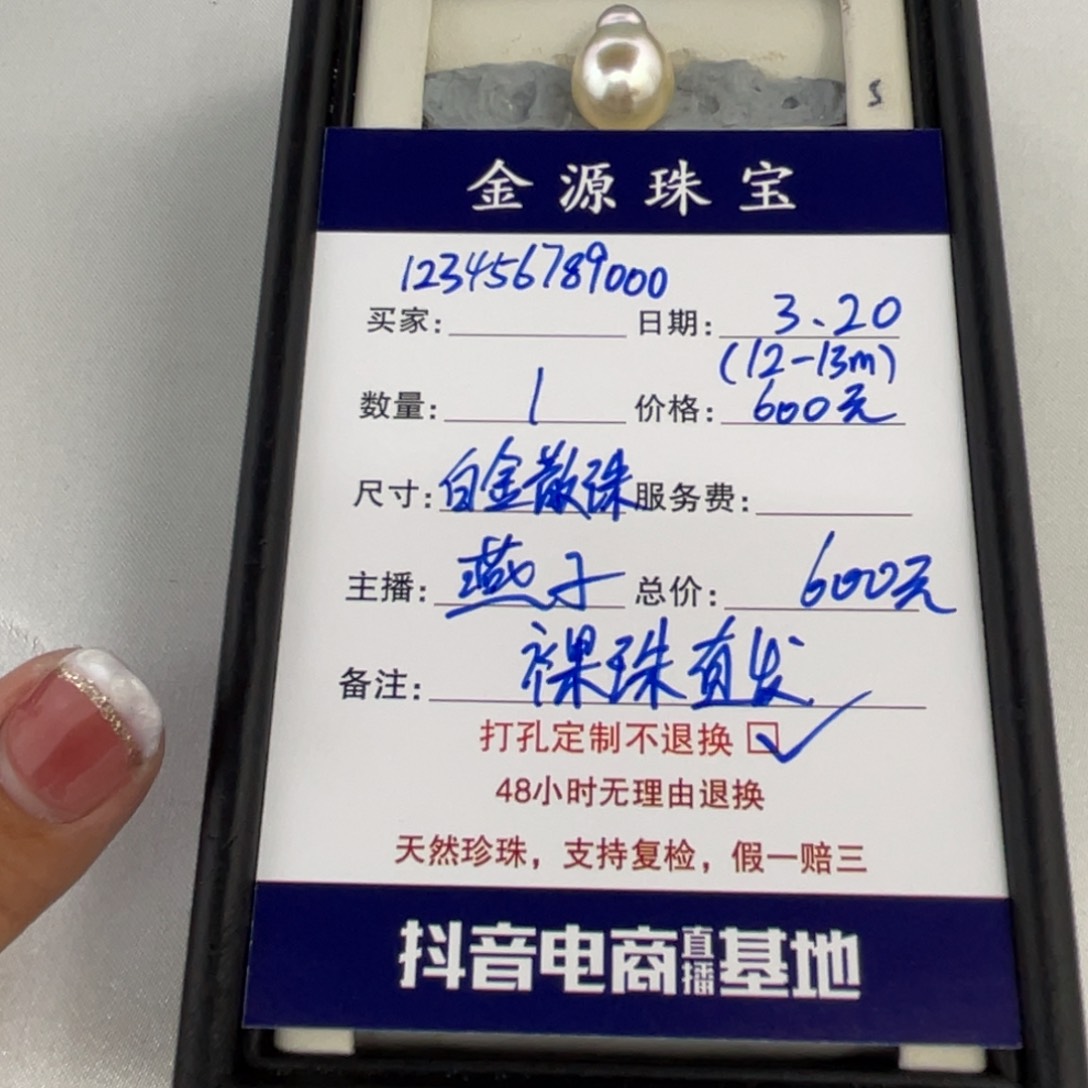 S
金源珠宝
123456789000
买家: 日期: 3.20
(12-13m)
数量: 1 价格: 600元
尺寸: 白金散珠 服务费:
主播: 燕子 总价: 600元
备注: 裸珠直发
打孔定制不退换
48小时无理由退换
天然珍珠，支持复检，假一赔三
抖音电商直播基地